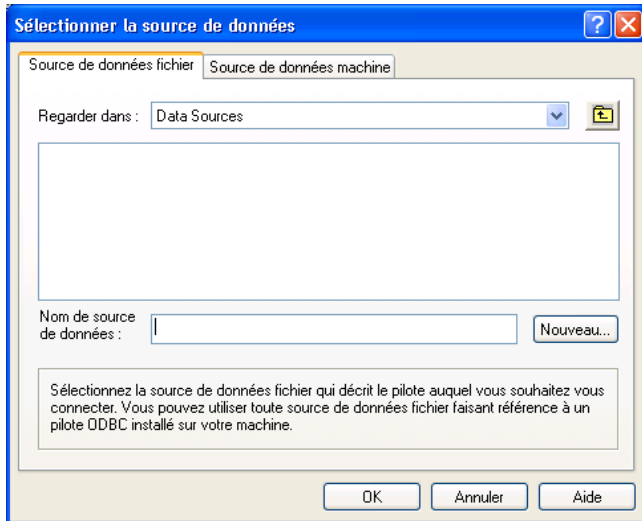 Sélectionner la source de données
Source de données fichier
Source de données machine
Regarder dans :
Data Sources
Nom de source
de données :
Nouveau...
Sélectionnez la source de données fichier qui décrit le pilote auquel vous souhaitez vous
connecter. Vous pouvez utiliser toute source de données fichier faisant référence à un
pilote ODBC installé sur votre machine.
OK
Annuler
Aide